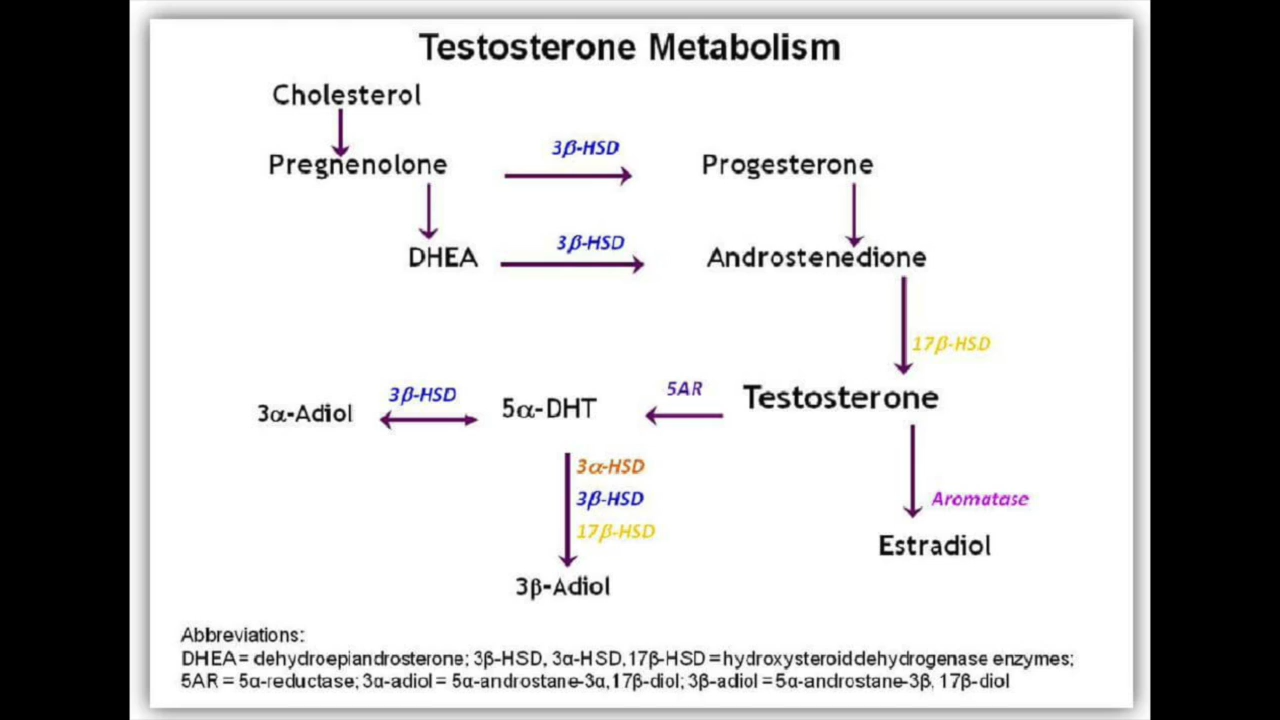 Testosterone Metabolism
Cholesterol
Pregnenolone
3β-HSD
Progesterone
DHEA
3β-HSD
Androstenedione
17β-HSD
3α-Adiol
3β-HSD
5α-DHT
5AR
Testosterone
3α-HSD
3β-HSD
17β-HSD
Aromatase
Estradiol
3β-Adiol
Abbreviations:
DHEA = dehydroepiandrosterone; 3β-HSD, 3α-HSD, 17β-HSD = hydroxysteroid dehydrogenase enzymes;
5AR = 5α-reductase; 3α-adiol = 5α-androstane-3α,17β-diol; 3β-adiol = 5α-androstane-3β, 17β-diol